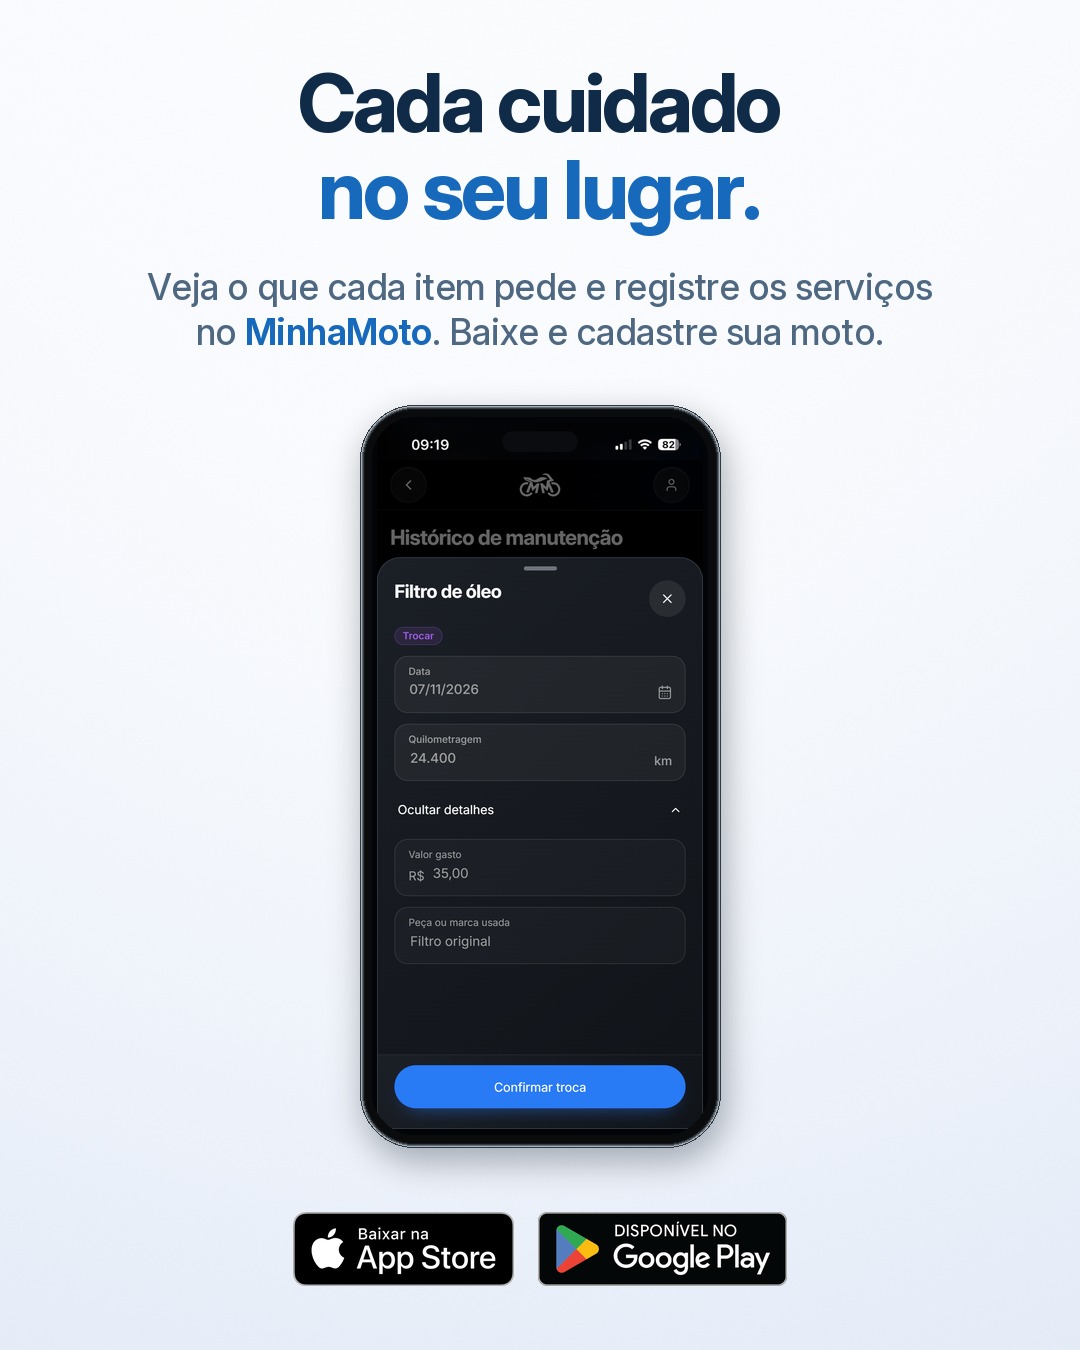 Cada cuidado
no seu lugar.
Veja o que cada item pede e registre os serviços
no MinhaMoto. Baixe e cadastre sua moto.
09:19
82
MM
Histórico de manutenção
Filtro de óleo
Trocar
Data
07/11/2026
Quilometragem
24.400
km
Ocultar detalhes
Valor gasto
R$ 35,00
Peça ou marca usada
Filtro original
Confirmar troca
Baixar na
App Store
DISPONÍVEL NO
Google Play